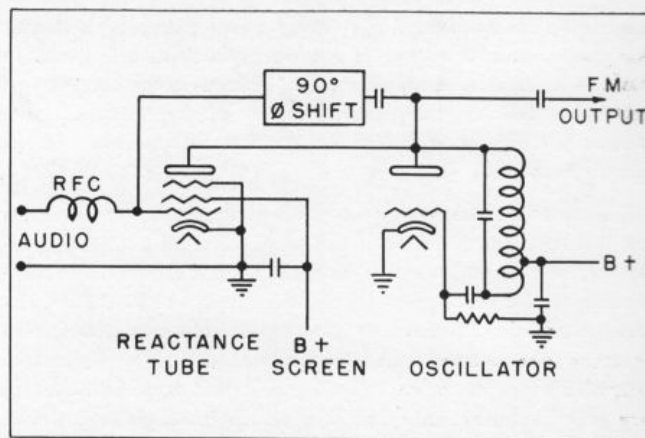 90°
Ø SHIFT
FM
OUTPUT
RFC
AUDIO
B+
REACTANCE
TUBE
B+
SCREEN
OSCILLATOR